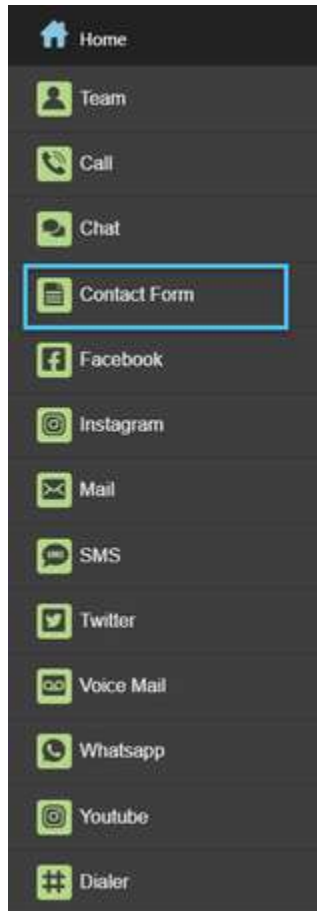 Home
Team
Call
Chat
Contact Form
Facebook
Instagram
Mail
SMS
Twitter
Voice Mail
Whatsapp
Youtube
Dialer